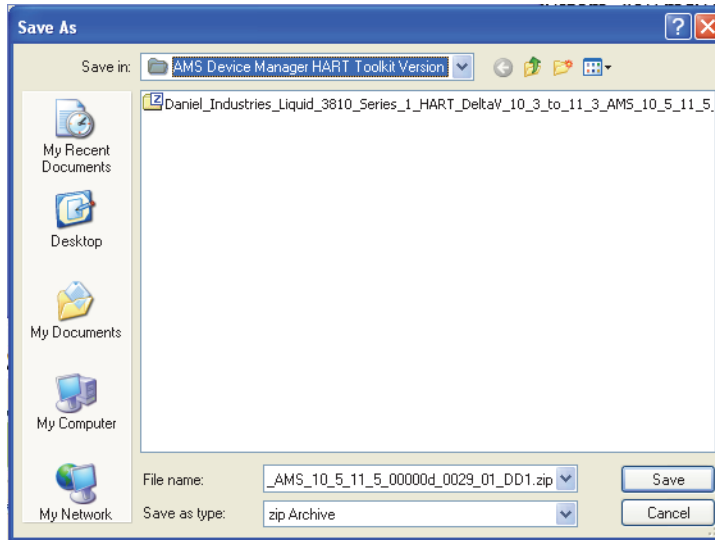 Save As
Save in:
AMS Device Manager HART Toolkit Version
Daniel_Industries_Liquid_3810_Series_1_HART_DeltaV_10_3_to_11_3_AMS_10_5_11_5_
My Recent
Documents
Desktop
My Documents
My Computer
My Network
File name:
_AMS_10_5_11_5_00000d_0029_01_DD1.zip
Save
Save as type:
zip Archive
Cancel